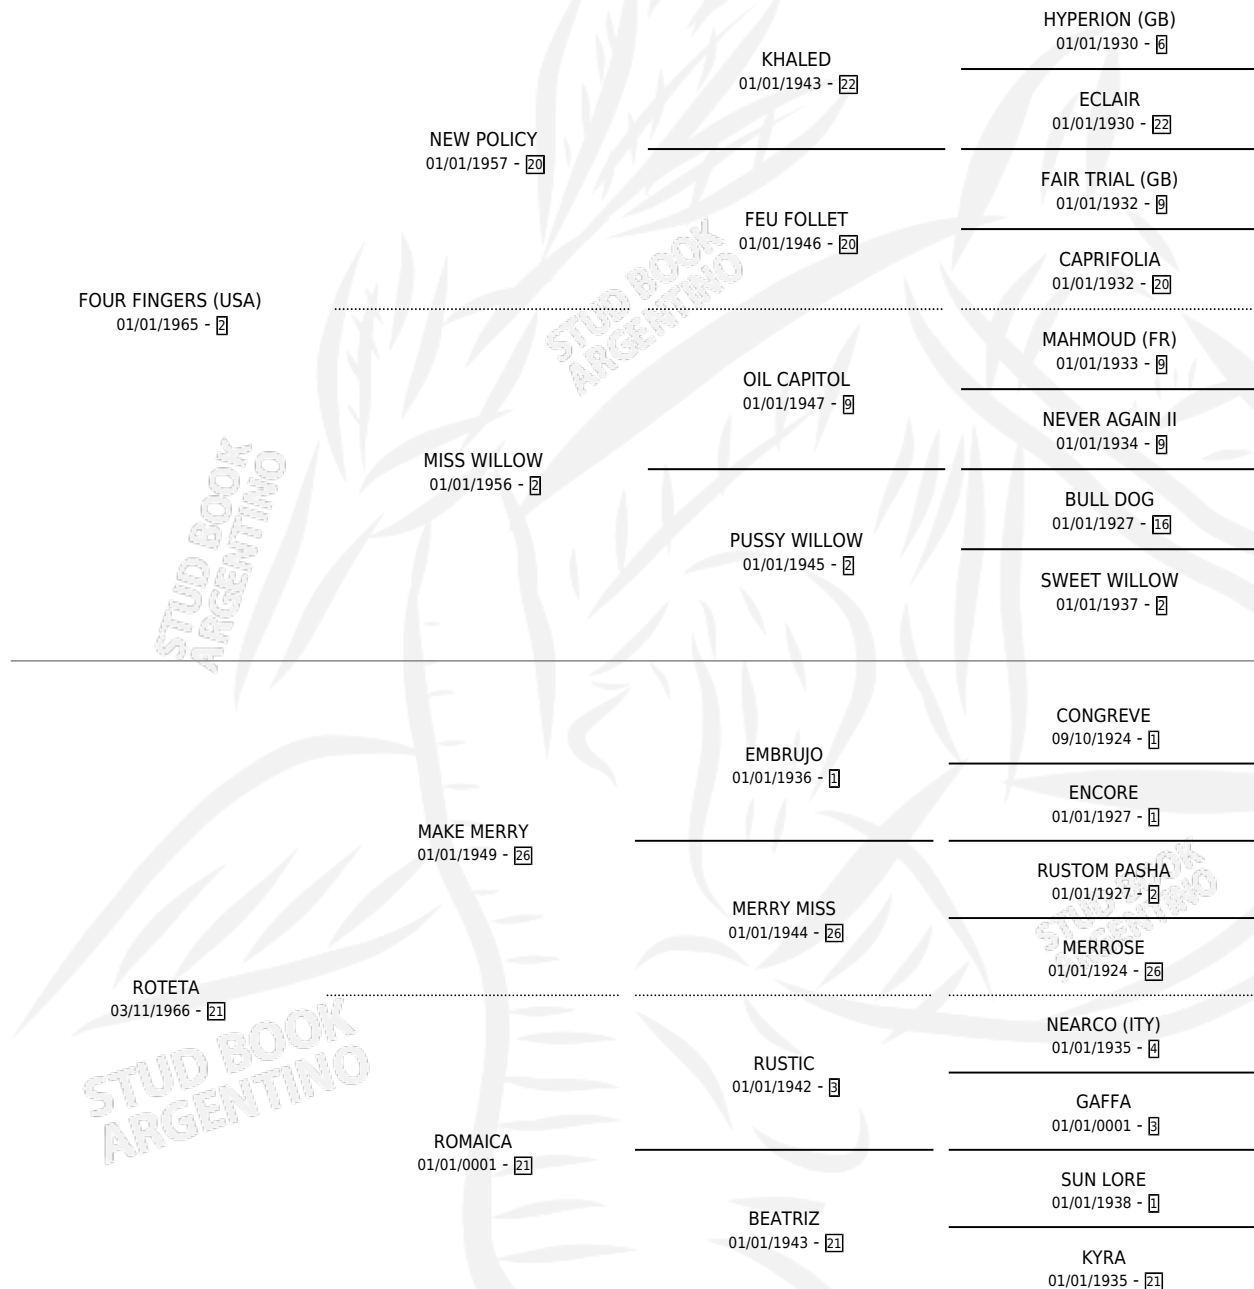 HYPERION (GB)
01/01/1930 - 6
KHALED
01/01/1943 - 22
ECLAIR
01/01/1930 - 22
NEW POLICY
01/01/1957 - 20
FAIR TRIAL (GB)
01/01/1932 - 9
FEU FOLLET
01/01/1946 - 20
CAPRIFOLIA
01/01/1932 - 20
FOUR FINGERS (USA)
01/01/1965 - 2
MAHMOUD (FR)
01/01/1933 - 9
OIL CAPITOL
01/01/1947 - 9
NEVER AGAIN II
01/01/1934 - 9
MISS WILLOW
01/01/1956 - 2
BULL DOG
01/01/1927 - 16
PUSSY WILLOW
01/01/1945 - 2
SWEET WILLOW
01/01/1937 - 2
CONGREVE
09/10/1924 - 1
EMBRUJO
01/01/1936 - 1
ENCORE
01/01/1927 - 1
MAKE MERRY
01/01/1949 - 26
RUSTOM PASHA
01/01/1927 - 2
MERRY MISS
01/01/1944 - 26
MERROSE
01/01/1924 - 26
ROTETA
03/11/1966 - 21
NEARCO (ITY)
01/01/1935 - 4
RUSTIC
01/01/1942 - 3
GAFFA
01/01/0001 - 3
ROMAICA
01/01/0001 - 21
SUN LORE
01/01/1938 - 1
BEATRIZ
01/01/1943 - 21
KYRA
01/01/1935 - 21
STUD BOOK
ARGENTINO
STUD BOOK
ARGENTINO
STUD BOOK
ARGENTINO
STUD BOOK
ARGENTINO